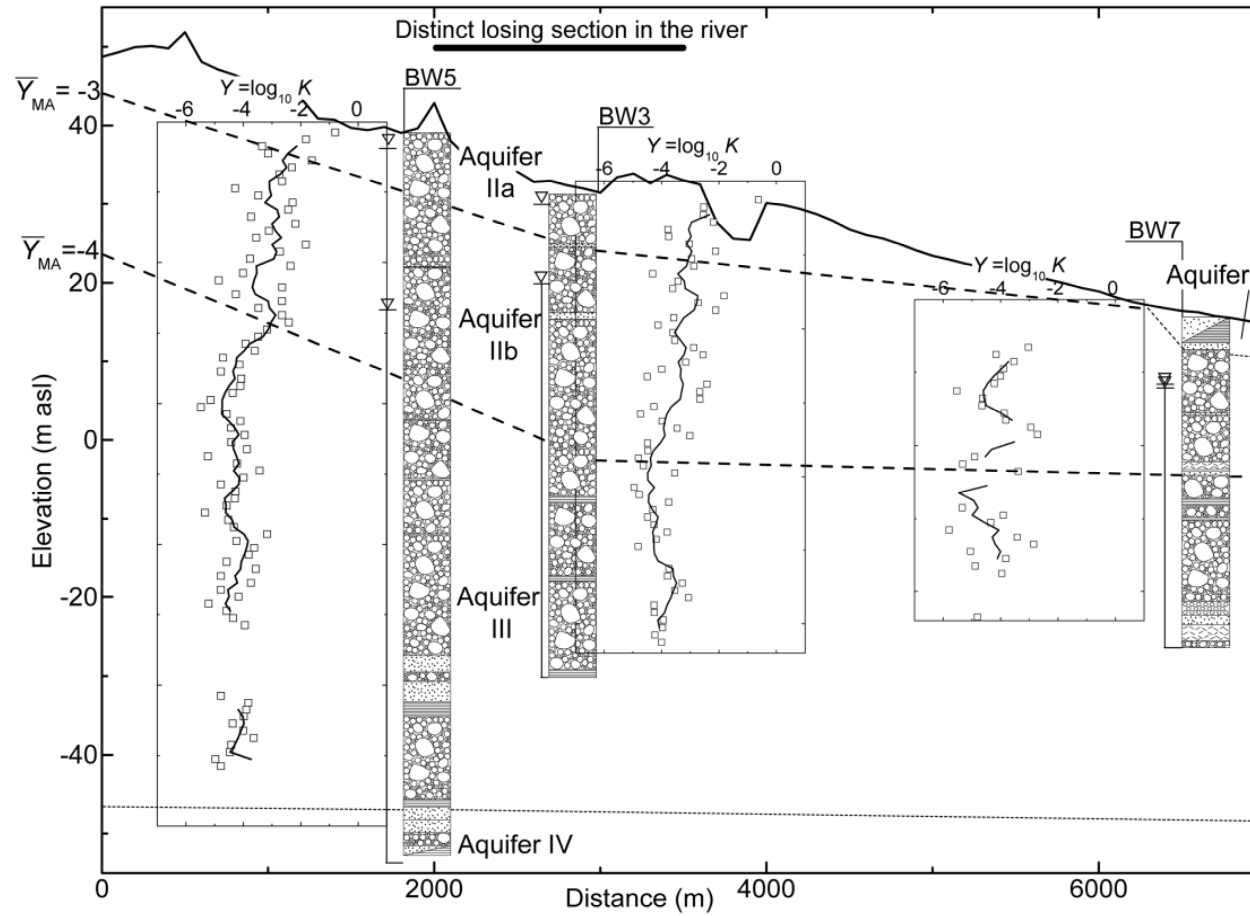 Distinct losing section in the river
Y̅MA = -3
Y =log10 K
-6 -4 -2 0
BW5
BW3
40
Aquifer
IIa
Y =log10 K
-6 -4 -2 0
Y̅MA = -4
BW7
20
Y =log10 K
-6 -4 -2 0
Aquifer
Aquifer
IIb
Elevation (m asl)
0
-20
Aquifer
III
-40
Aquifer IV
0 2000 4000 6000
Distance (m)